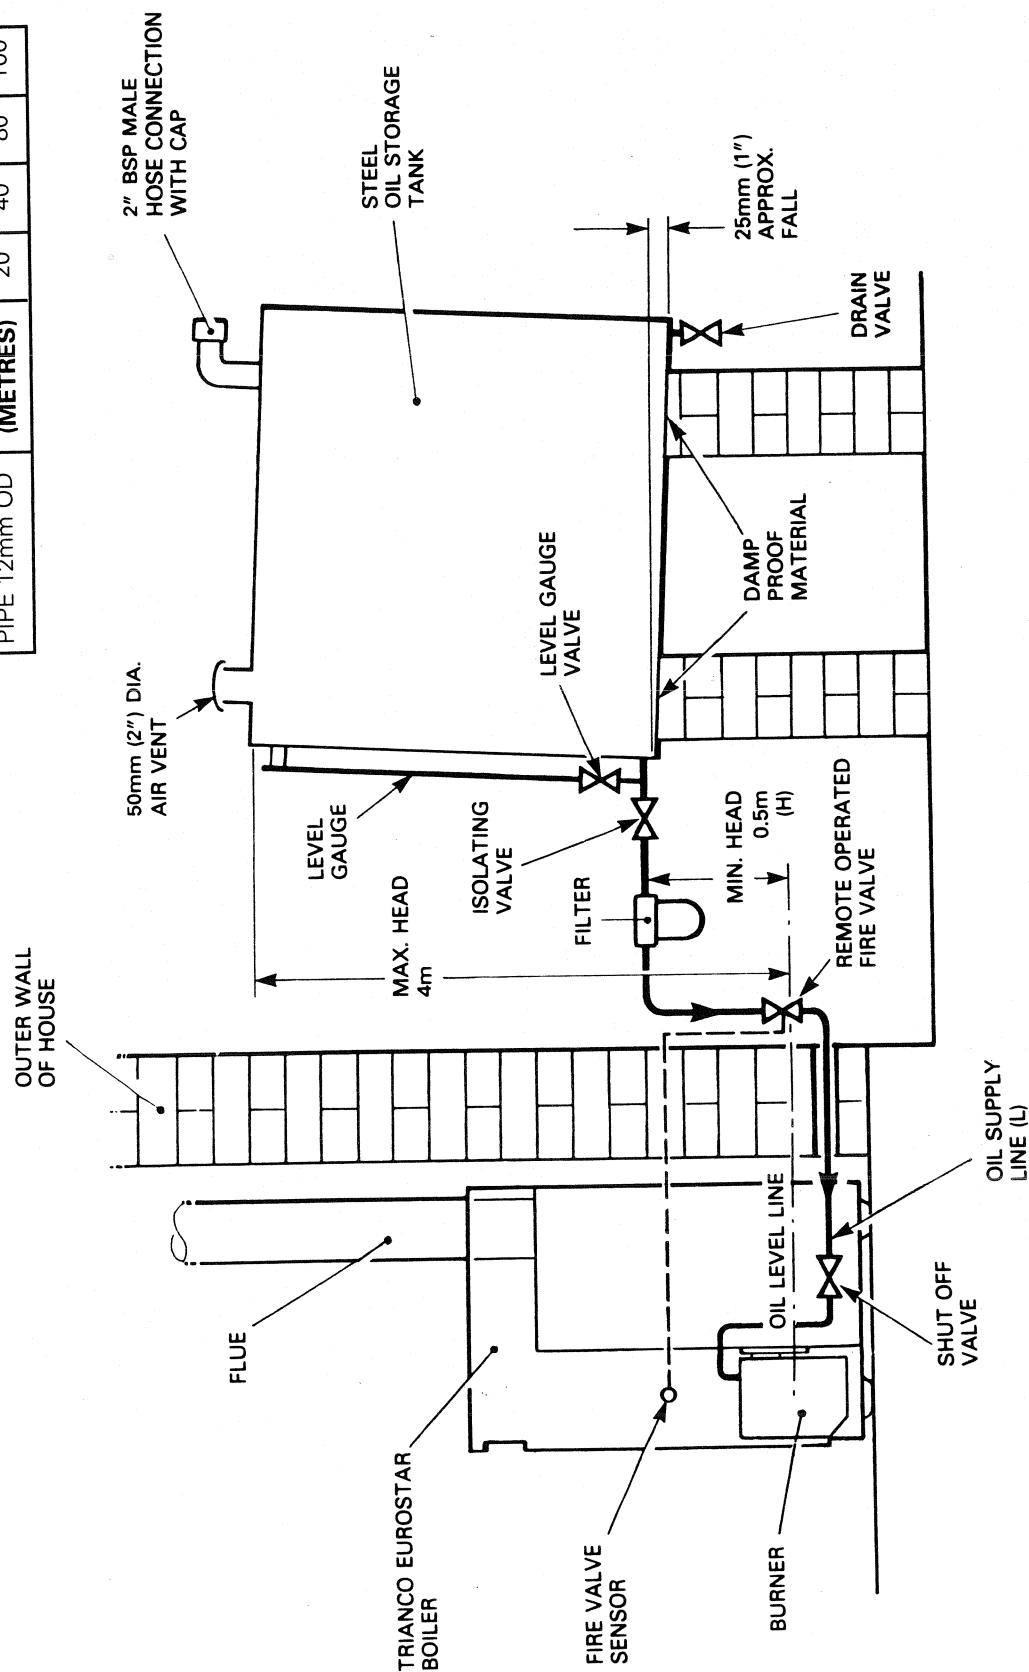 PIPE 12mm OD (METRES) 20 40 80 100
2" BSP MALE
HOSE CONNECTION
WITH CAP
50mm (2") DIA.
AIR VENT
STEEL
OIL STORAGE
TANK
OUTER WALL
OF HOUSE
LEVEL
GAUGE
LEVEL GAUGE
VALVE
25mm (1")
APPROX.
FALL
FLUE
MAX. HEAD
4m
ISOLATING
VALVE
FILTER
MIN. HEAD
0.5m
(H)
DAMP
PROOF
MATERIAL
DRAIN
VALVE
REMOTE OPERATED
FIRE VALVE
TRIANCO EUROSTAR
BOILER
OIL LEVEL LINE
FIRE VALVE
SENSOR
BURNER
SHUT OFF
VALVE
OIL SUPPLY
LINE (L)